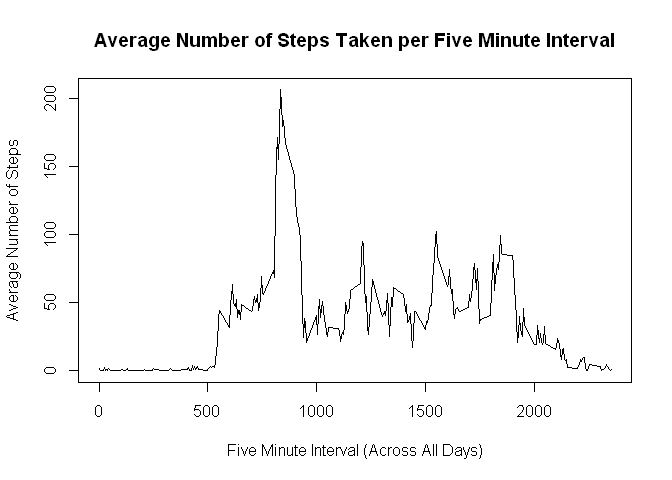 Average Number of Steps Taken per Five Minute Interval
Average Number of Steps
200
150
100
50
0
0 500 1000 1500 2000
Five Minute Interval (Across All Days)